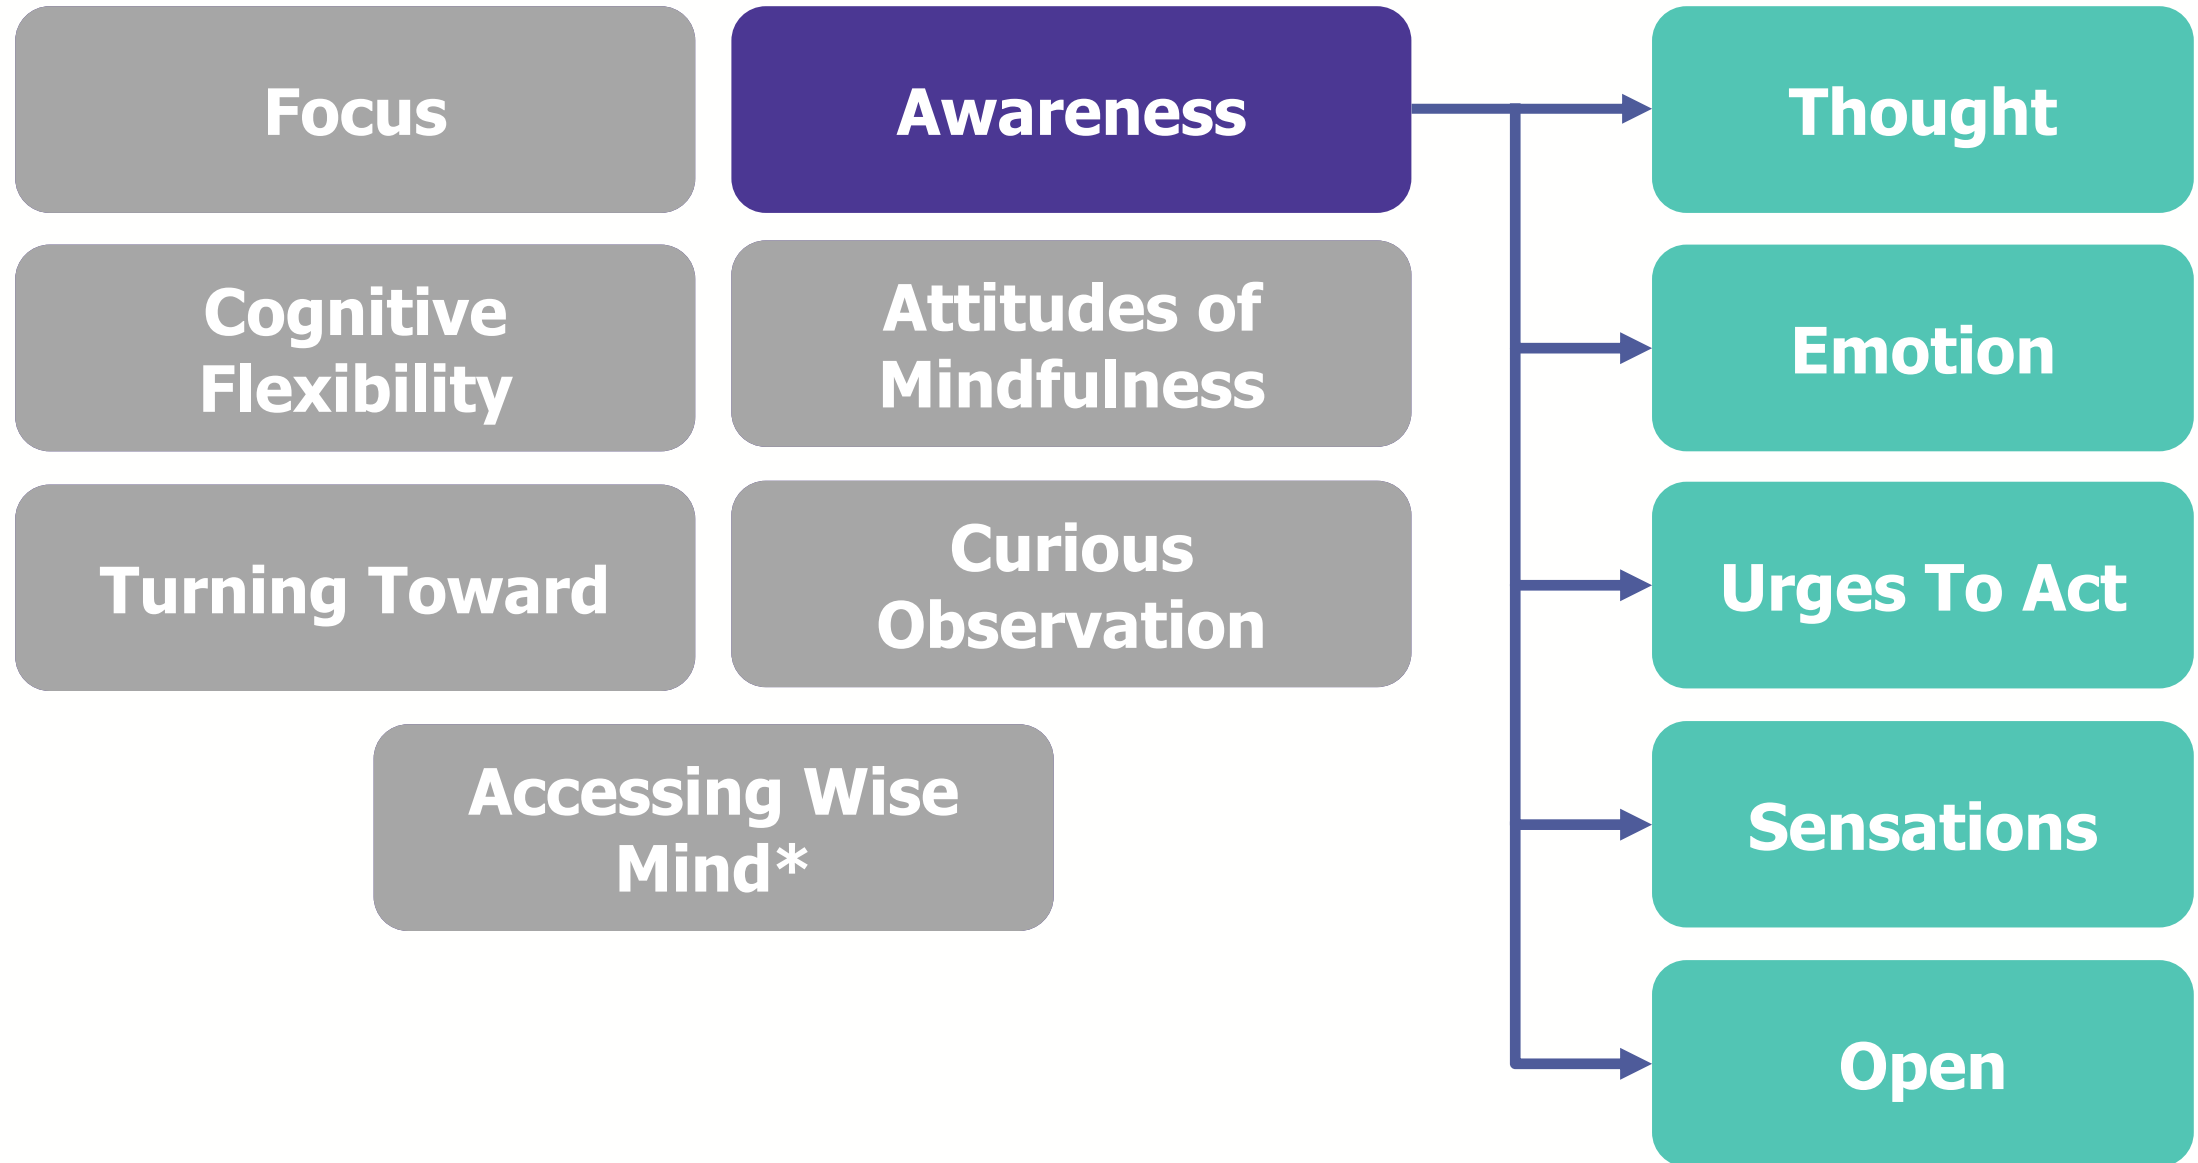 Focus
Awareness
Thought
Cognitive
Flexibility
Attitudes of
Mindfulness
Emotion
Turning Toward
Curious
Observation
Urges To Act
Accessing Wise
Mind*
Sensations
Open